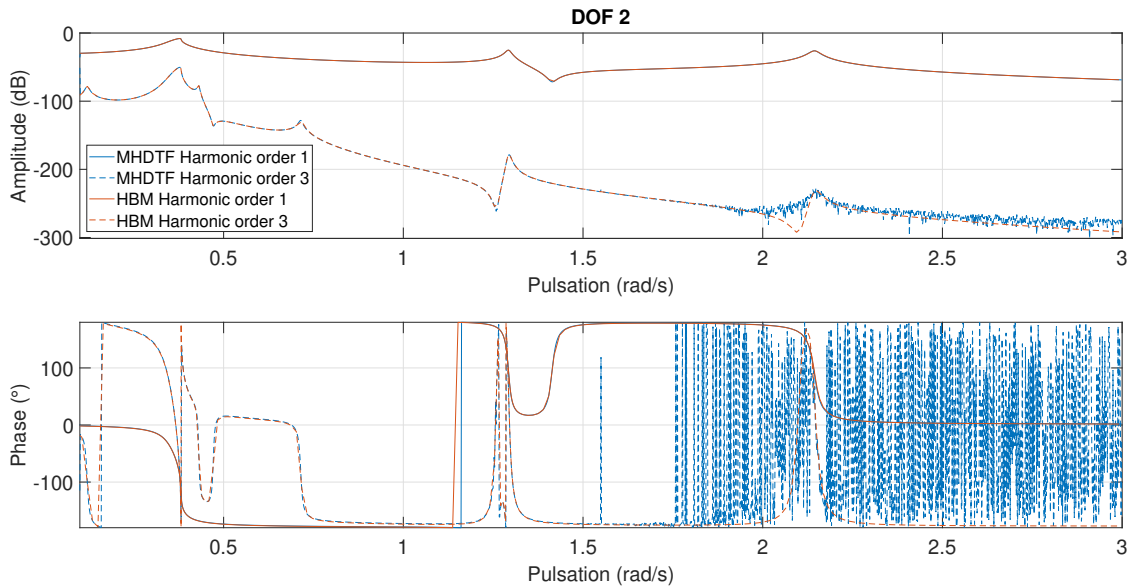 DOF 2
0
-100
-200
-300
Amplitude (dB)
MHDTF Harmonic order 1
MHDTF Harmonic order 3
HBM Harmonic order 1
HBM Harmonic order 3
0.5
1
1.5
2
2.5
3
Pulsation (rad/s)
100
0
-100
Phase (°)
0.5
1
1.5
2
2.5
3
Pulsation (rad/s)